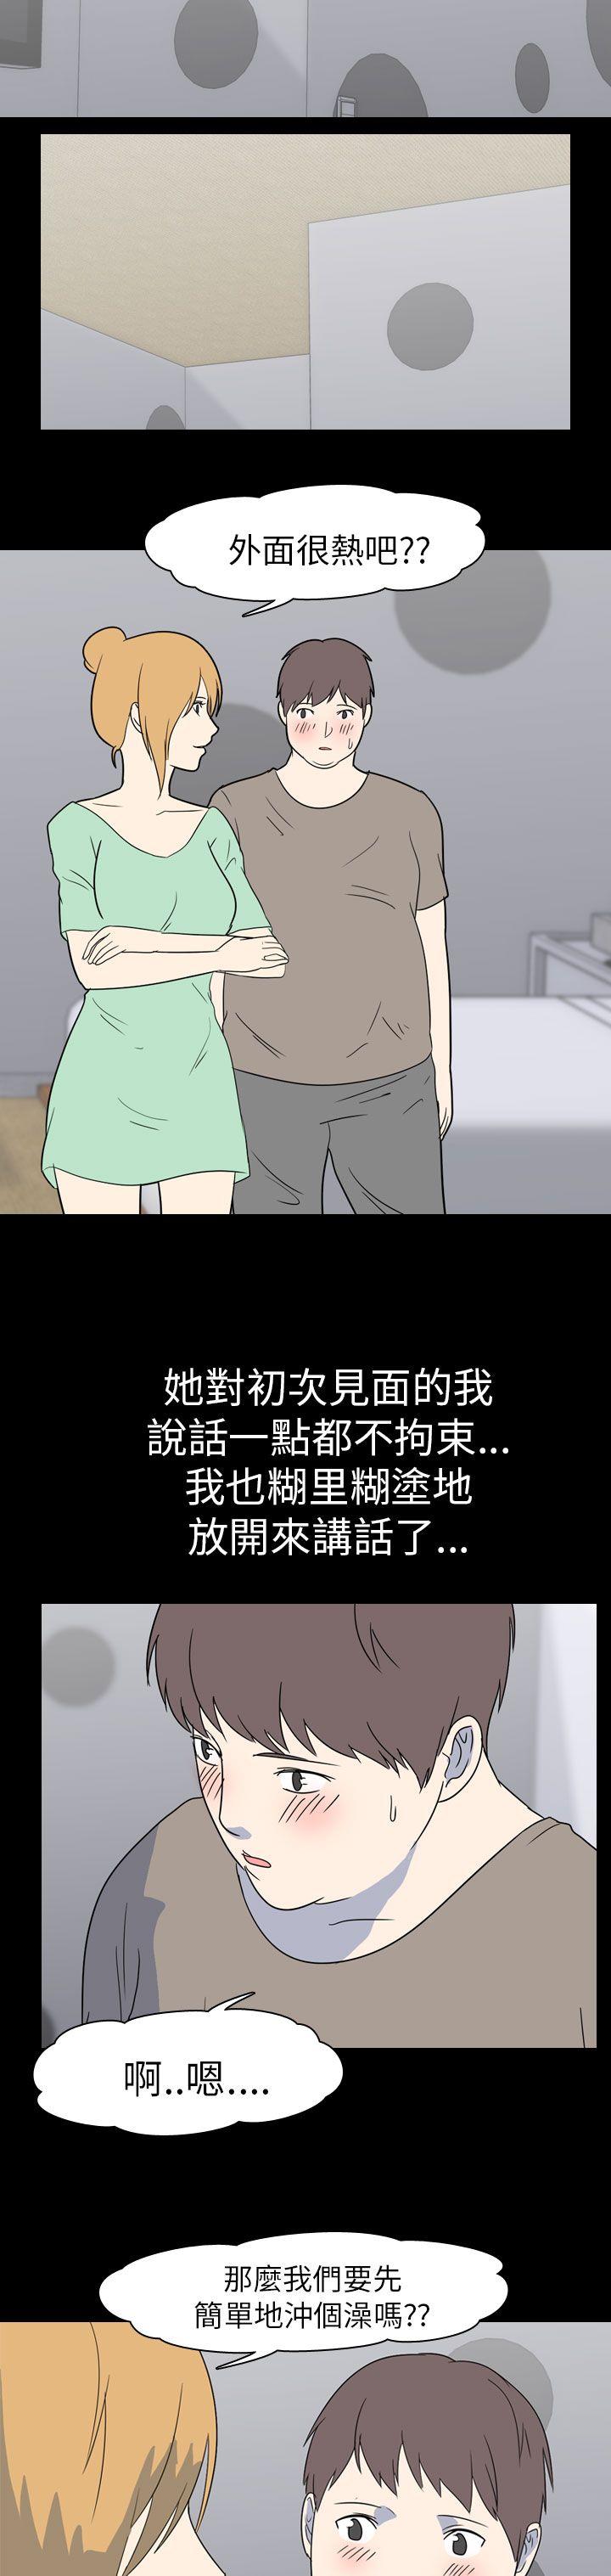 外面很熱吧??
她對初次見面的我
說話一點都不拘束...
我也糊里糊塗地
放開來講話了...
啊..嗯....
那麼我們要先
簡單地沖個澡嗎??